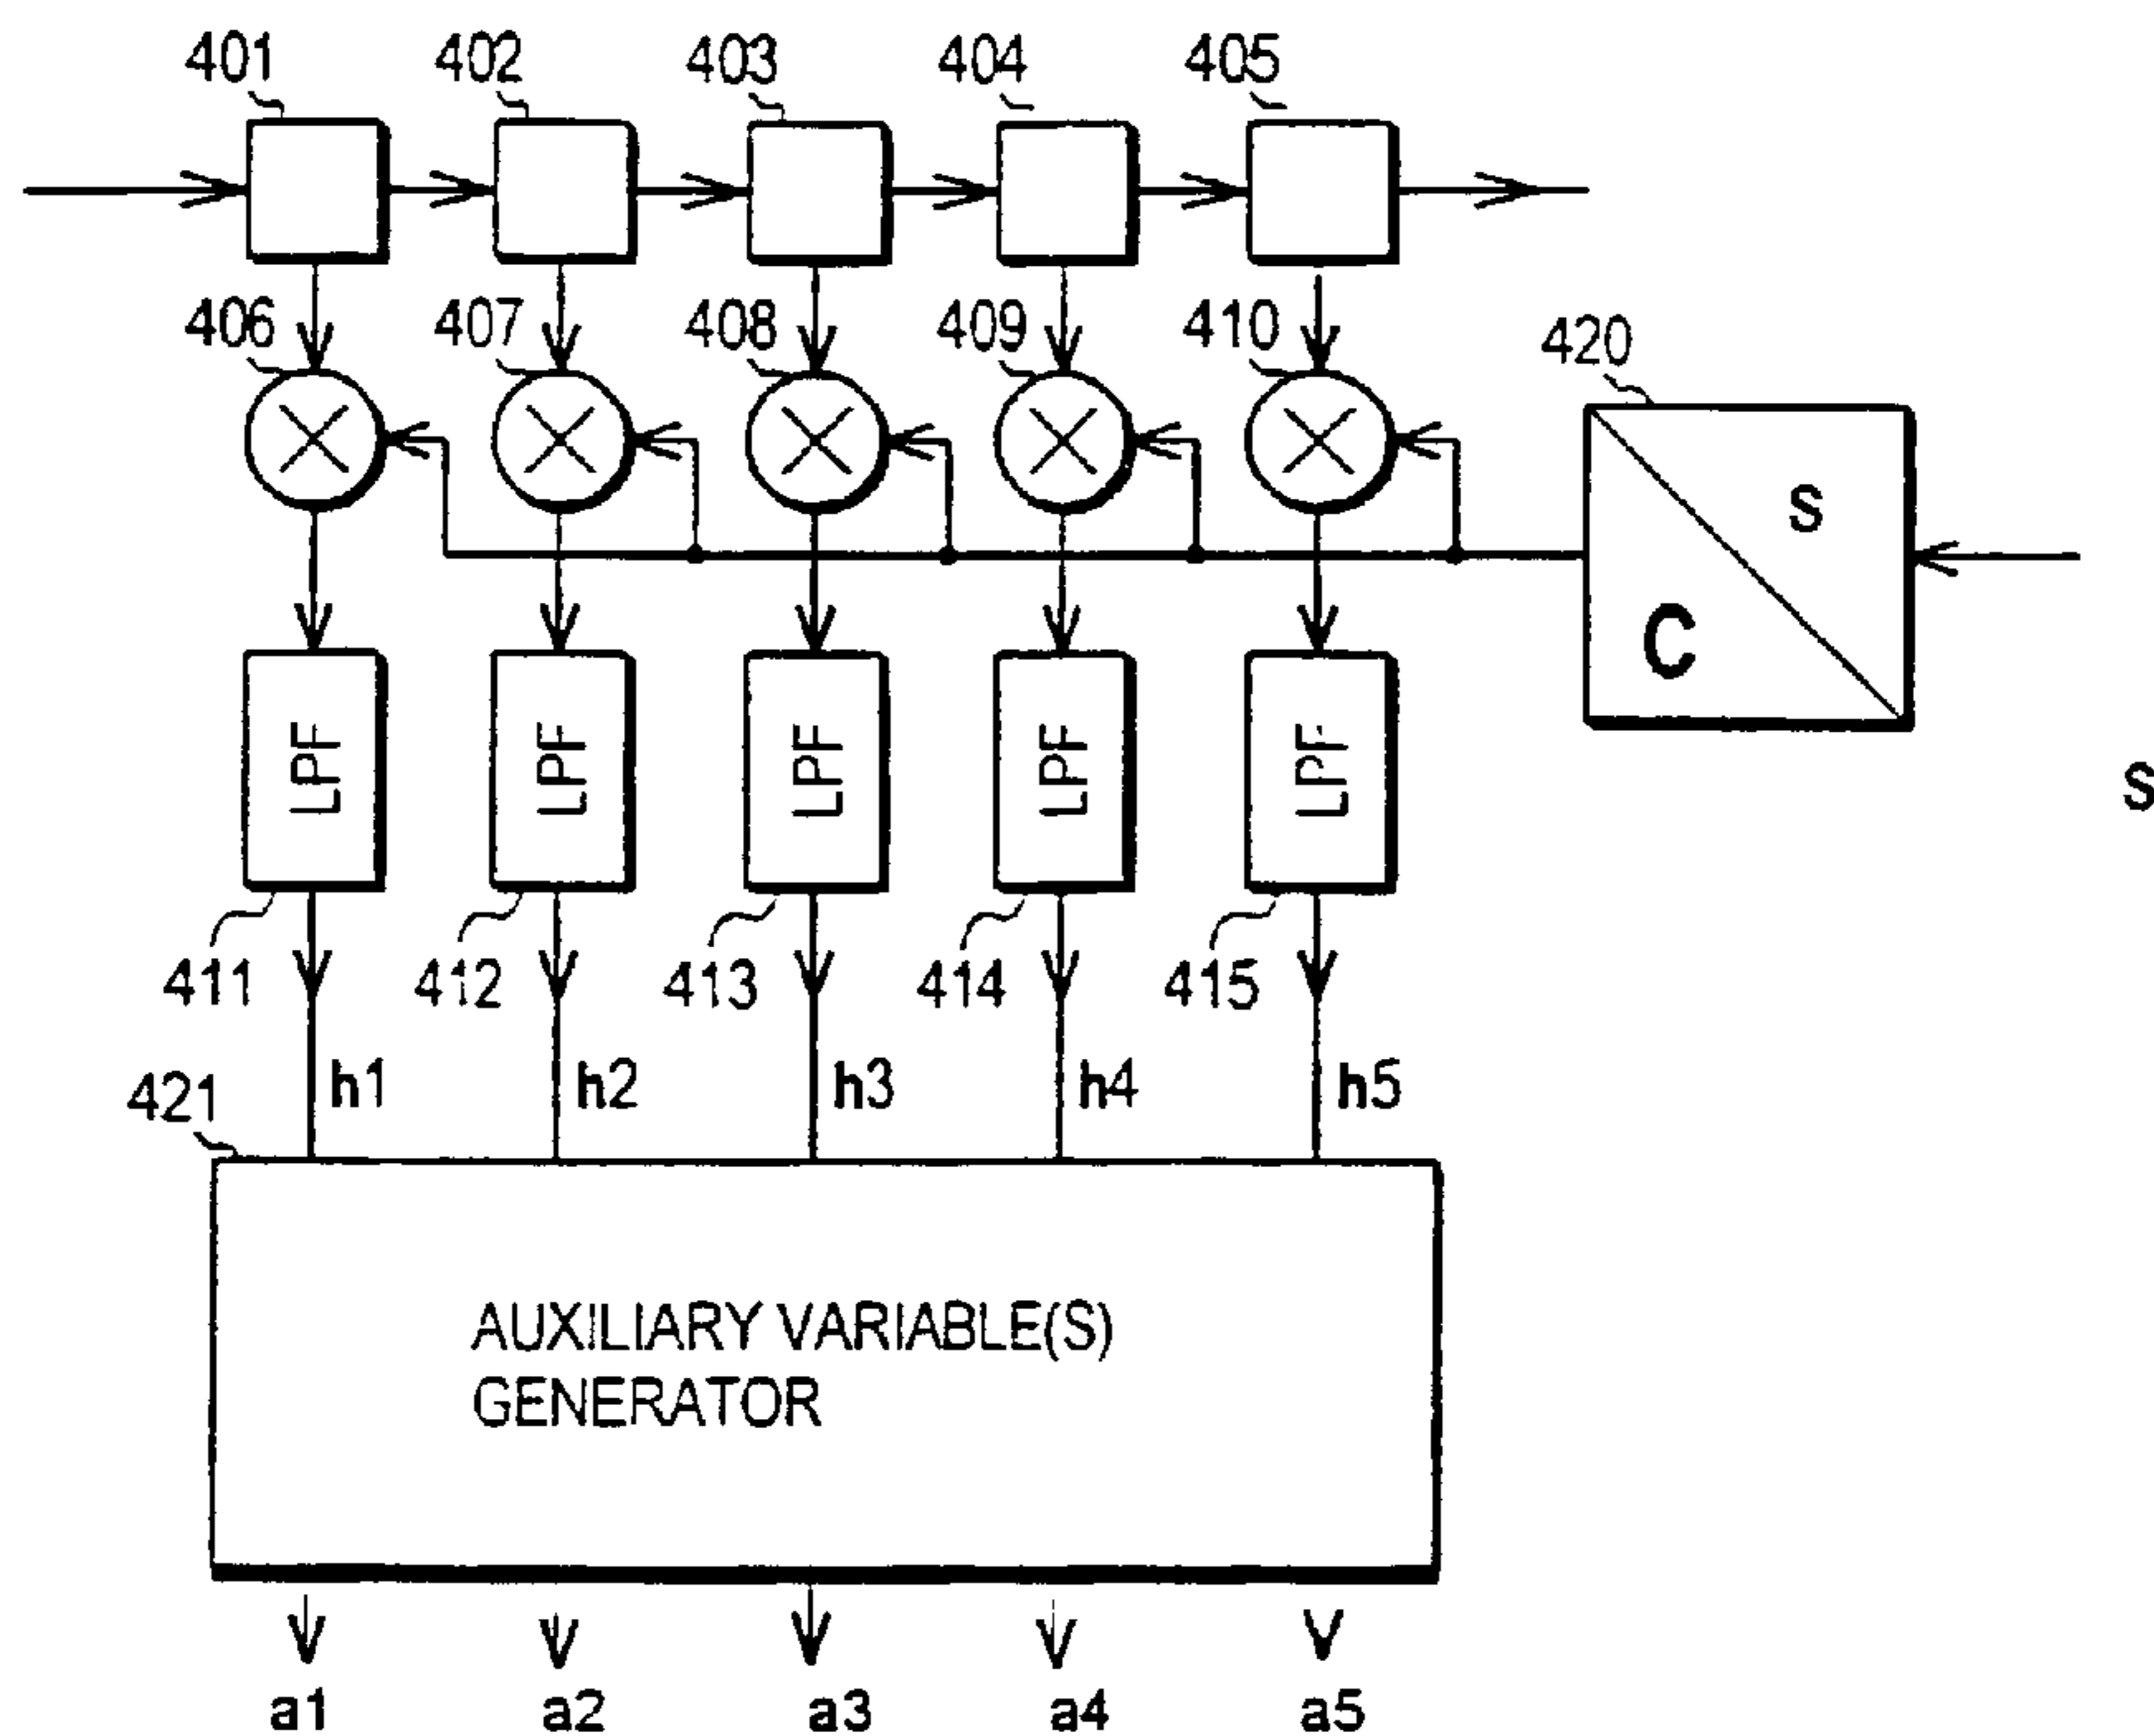 401 402 403 404 405
406 407 408 409 410
420
S
C
LPF LPF LPF LPF LPF
S
411 412 413 414 415
h1 h2 h3 h4 h5
421
AUXILIARY VARIABLE(S)
GENERATOR
a1 a2 a3 a4 a5